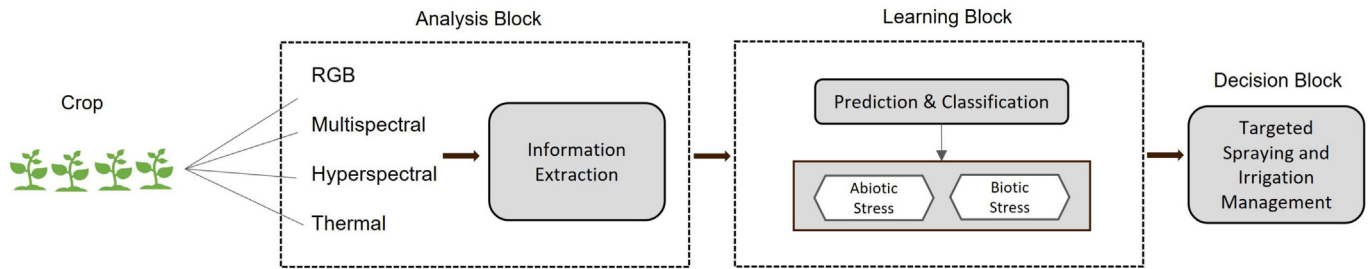 Crop
Analysis Block
RGB
Multispectral
Hyperspectral
Thermal
Information
Extraction
Learning Block
Prediction & Classification
Abiotic
Stress
Biotic
Stress
Decision Block
Targeted
Spraying and
Irrigation
Management